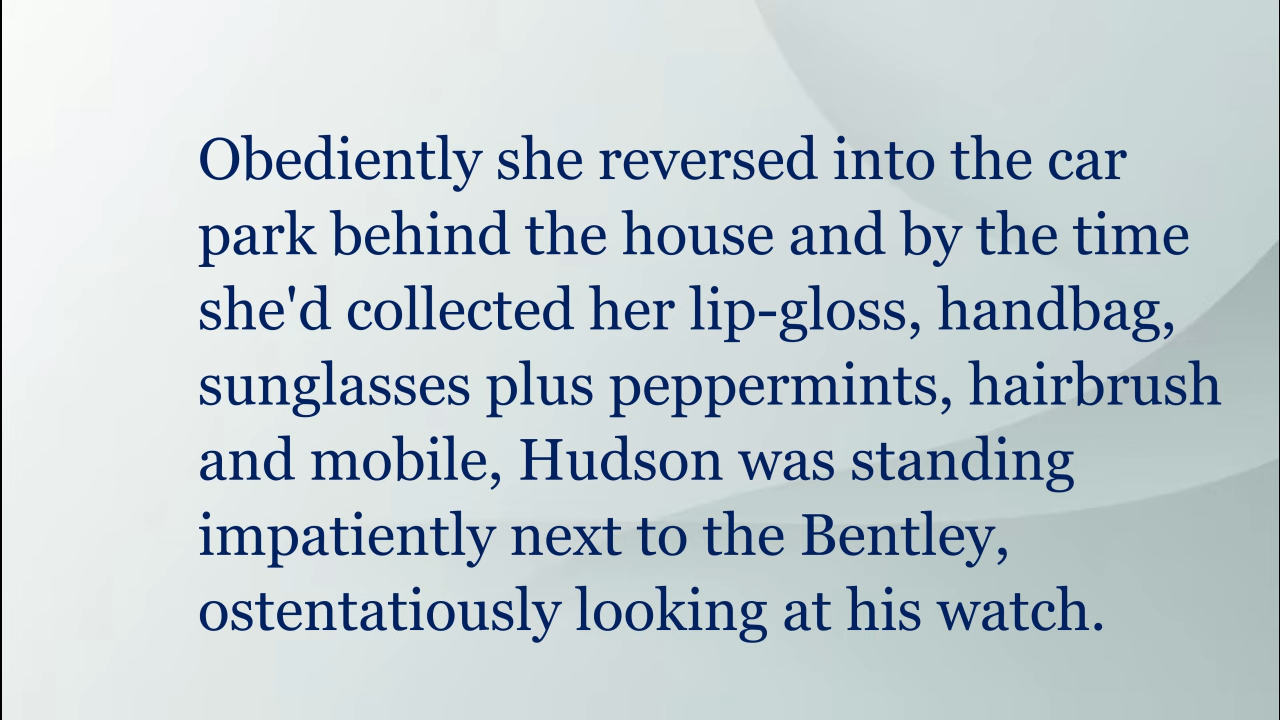 Obediently she reversed into the car
park behind the house and by the time
she'd collected her lip-gloss, handbag,
sunglasses plus peppermints, hairbrush
and mobile, Hudson was standing
impatiently next to the Bentley,
ostentatiously looking at his watch.